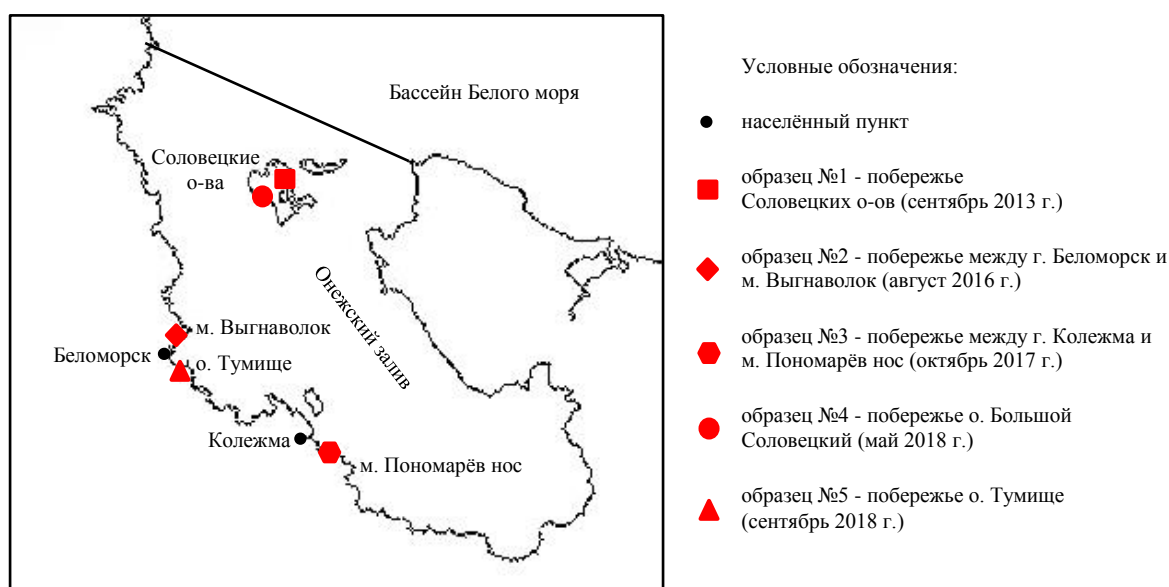 Бассейн Белого моря
Соловецкие
о-ва
Онежский залив
м. Выгнаволок
Беломорск
о. Тумище
Колежма
м. Пономарёв нос
Условные обозначения:
населённый пункт
образец №1 - побережье
Соловецких о-ов (сентябрь 2013 г.)
образец №2 - побережье между г. Беломорск и
м. Выгнаволок (август 2016 г.)
образец №3 - побережье между г. Колежма и
м. Пономарёв нос (октябрь 2017 г.)
образец №4 - побережье о. Большой
Соловецкий (май 2018 г.)
образец №5 - побережье о. Тумище
(сентябрь 2018 г.)